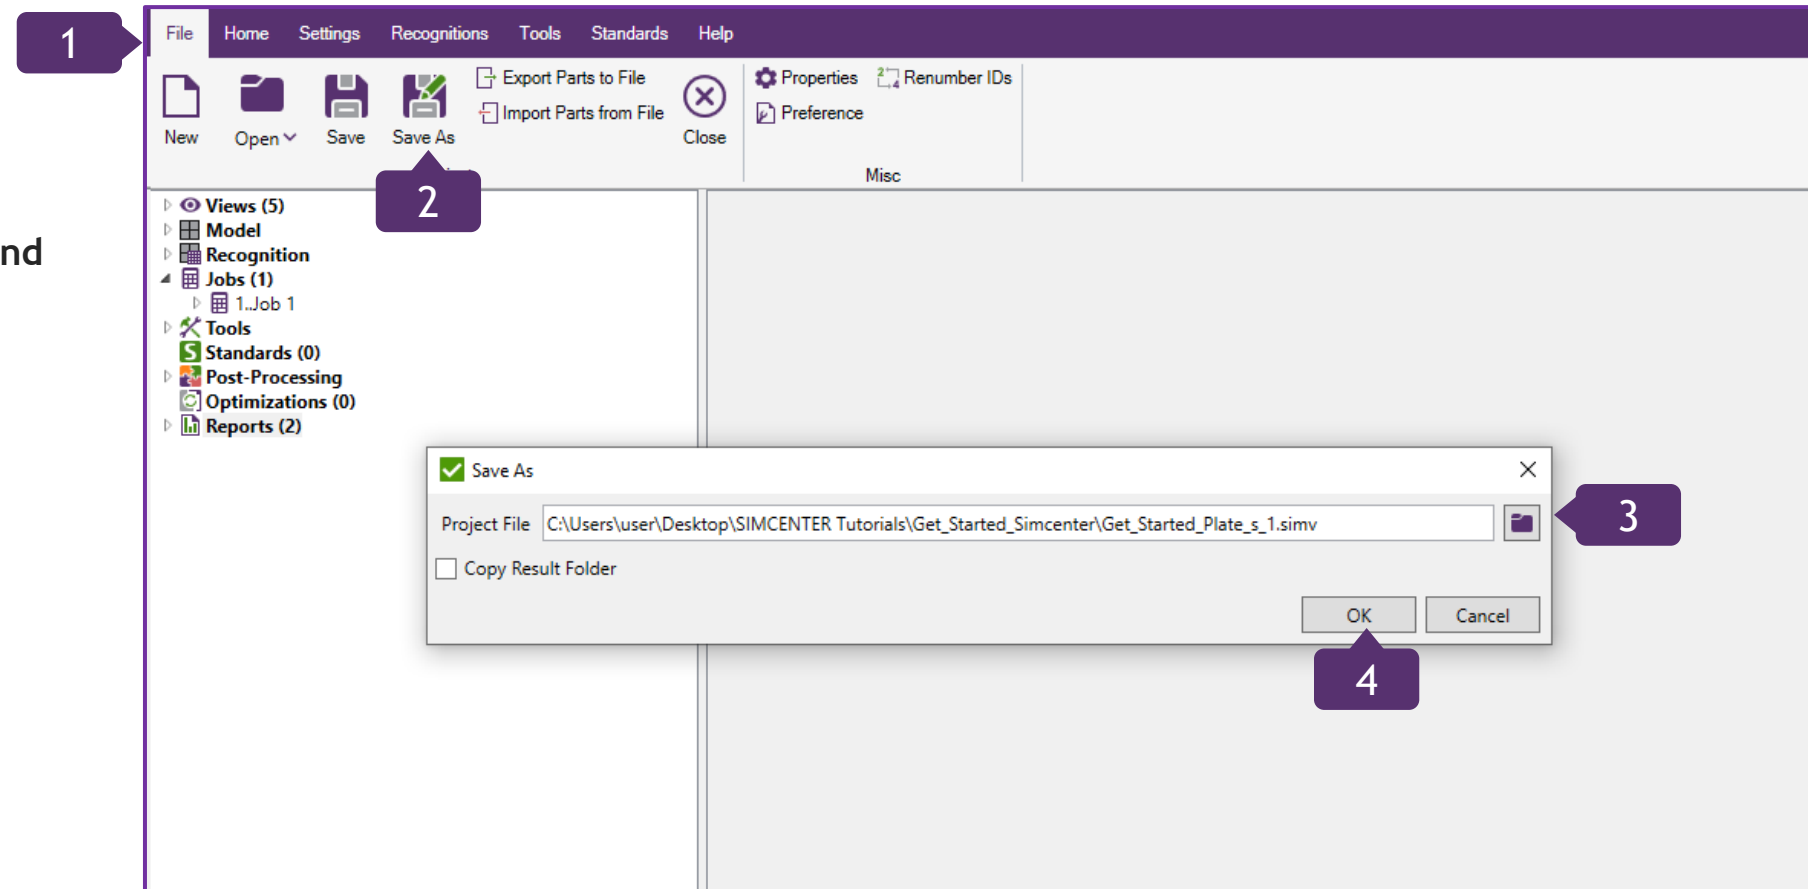 1
File Home Settings Recognitions Tools Standards Help
Export Parts to File
Import Parts from File
New Open Save Save As Close
Properties Renumber IDs
Preference
Misc
2
nd
Views (5)
Model
Recognition
Jobs (1)
1..Job 1
Tools
Standards (0)
Post-Processing
Optimizations (0)
Reports (2)
Save As
Project File C:\Users\user\Desktop\SIMCENTER Tutorials\Get_Started_Simcenter\Get_Started_Plate_s_1.simv
3
Copy Result Folder
OK Cancel
4